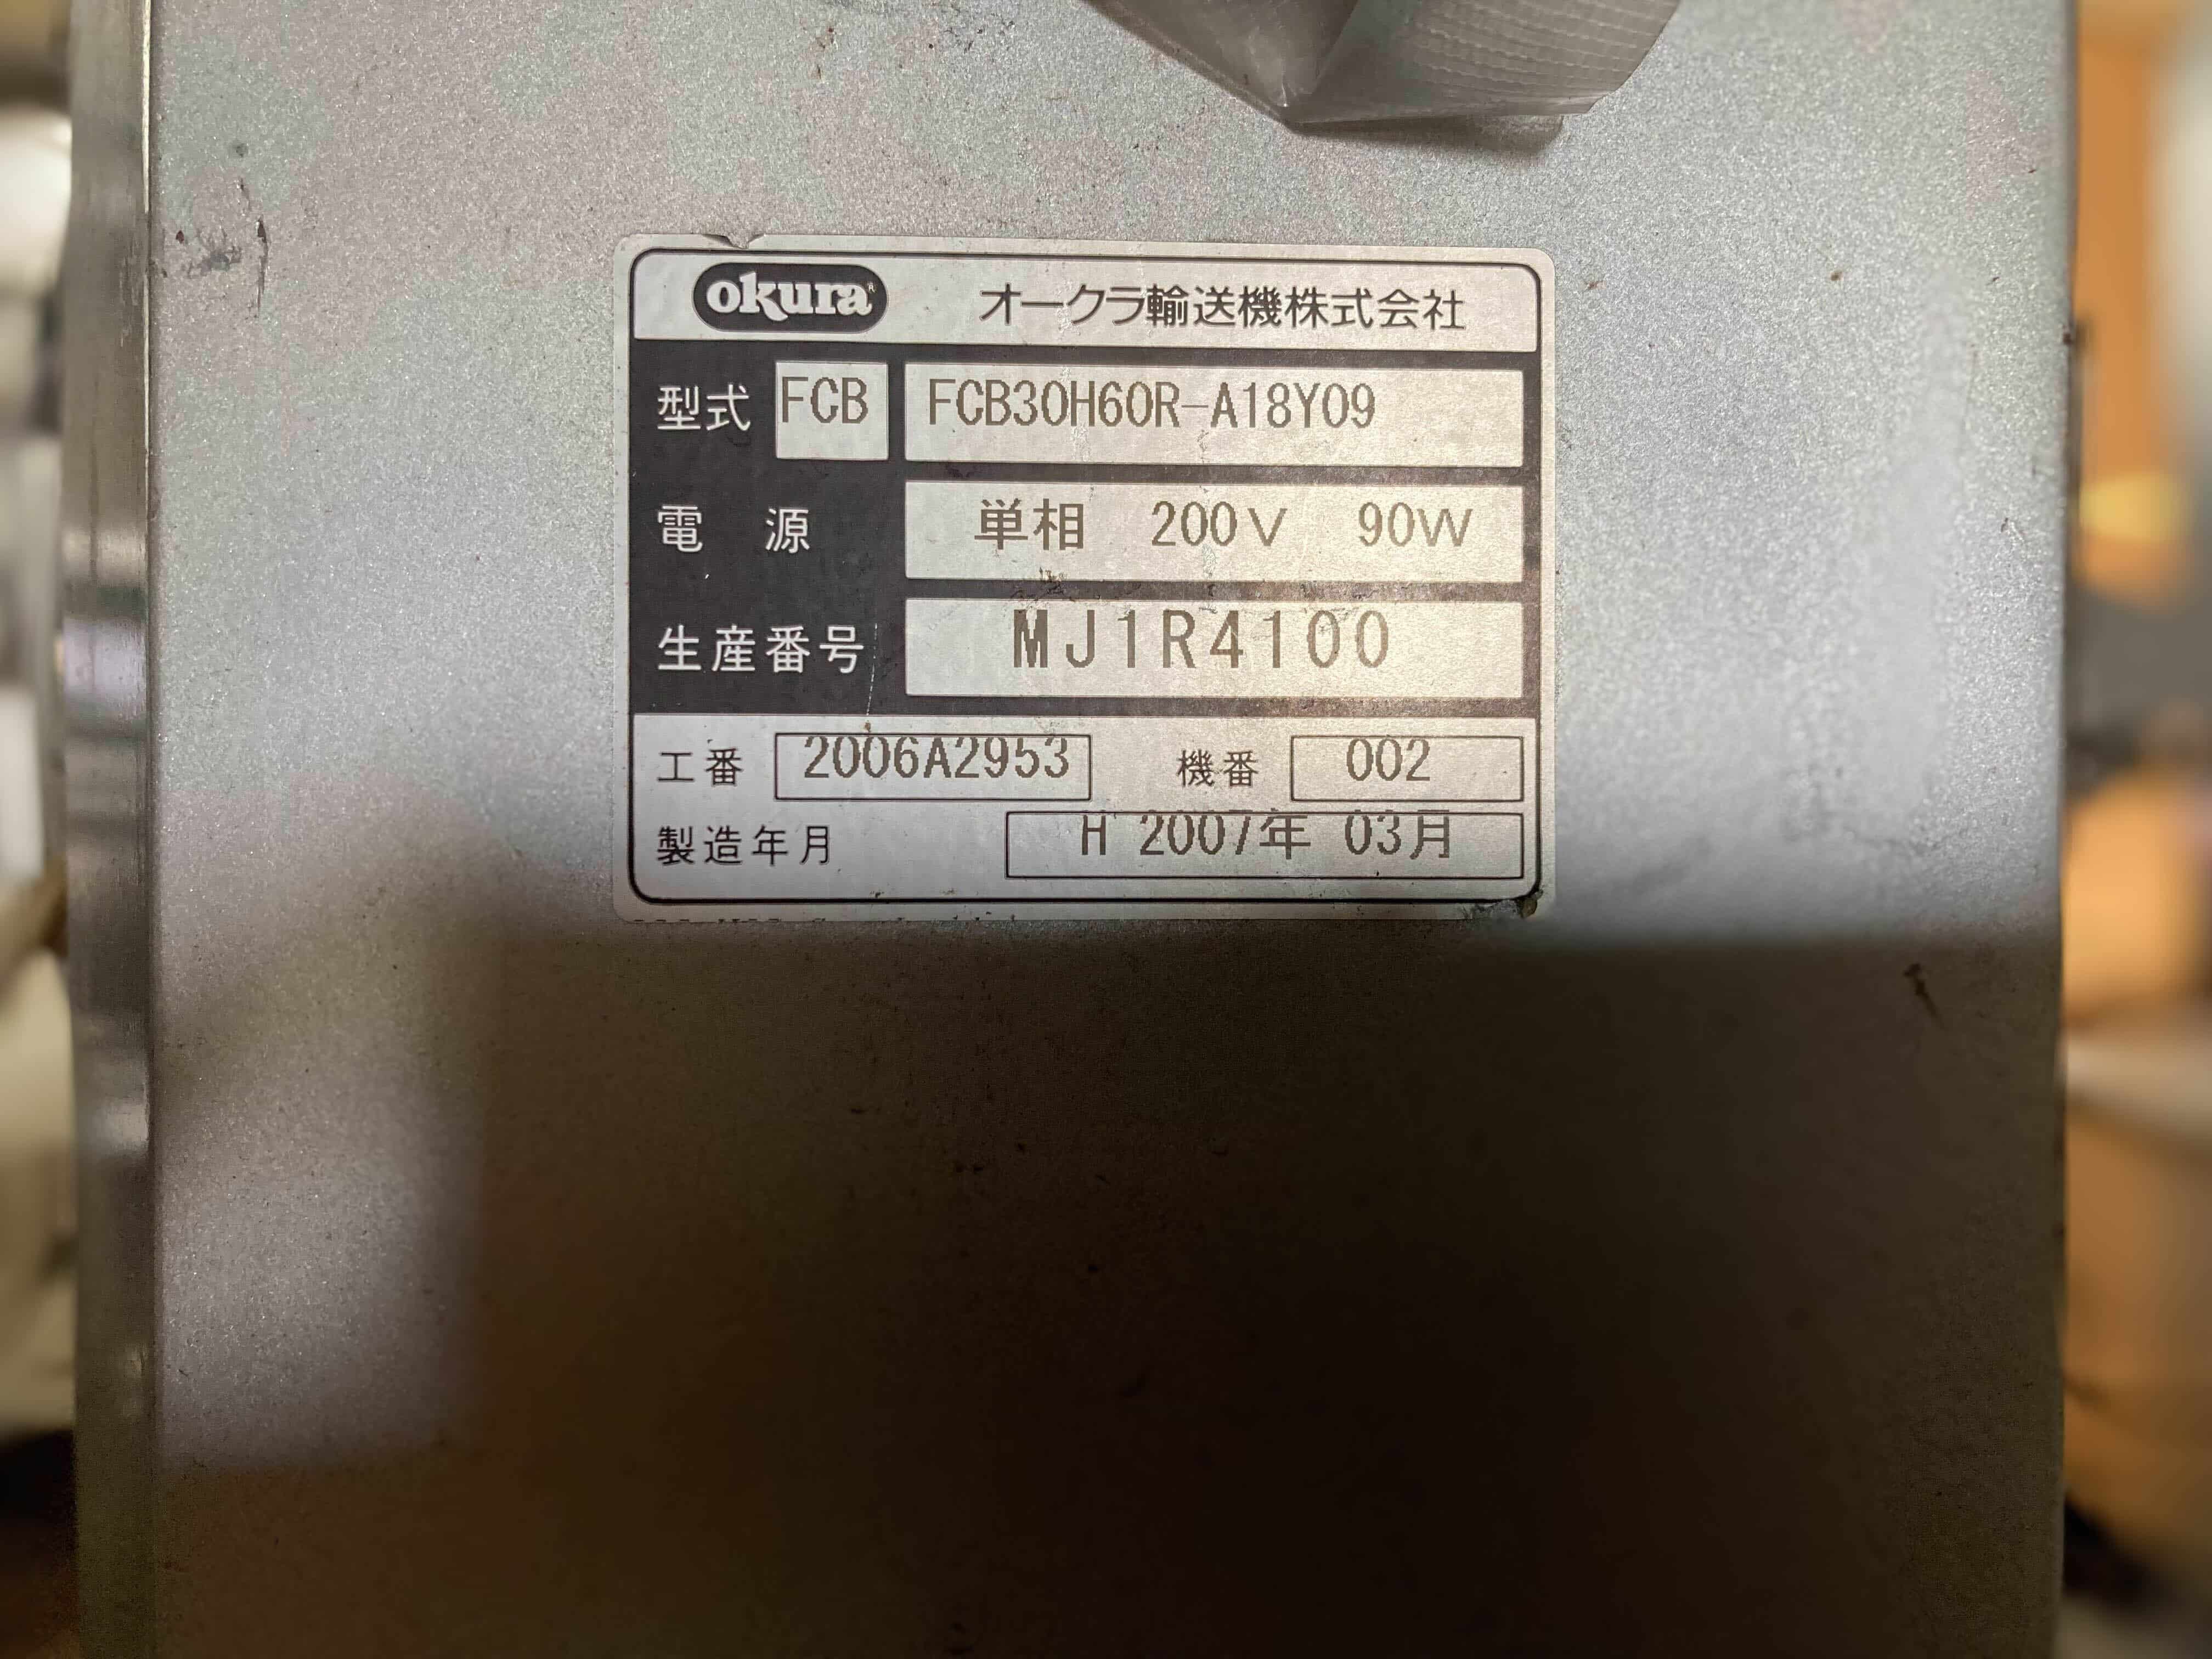 okura オークラ輸送機株式会社
型式 FCB FCB30H60R-A18Y09
電源 単相 200V 90W
生産番号 MJ1R4100
工番 2006A2953 機番 002
製造年月 H 2007年 03月